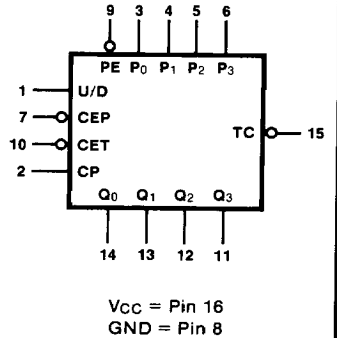 9 3 4 5 6
PE P0 P1 P2 P3
1 U/D
7 CEP
TC 15
10 CET
2 CP
Q0 Q1 Q2 Q3
14 13 12 11
VCC = Pin 16
GND = Pin 8